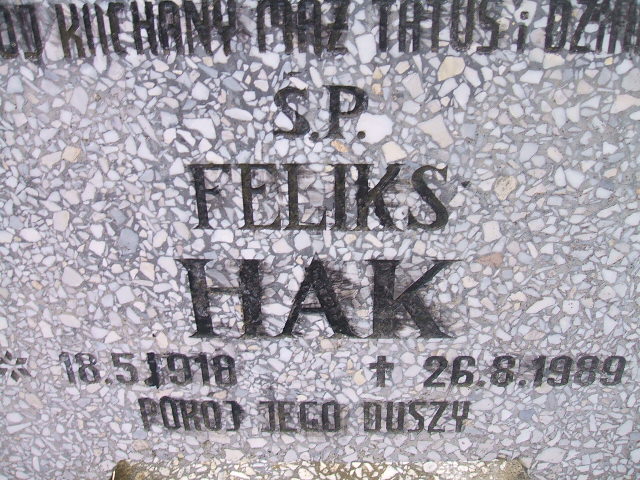 KOCHANY MĄŻ TATUŚ i
Ś.P.
FELIKS
HAK
* 18.5.1918 † 26.8.1989
POKÓJ JEGO DUSZY